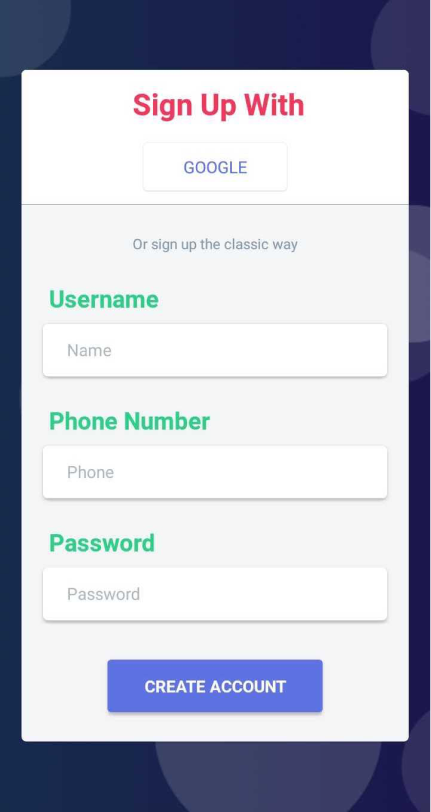 Sign Up With
GOOGLE
Or sign up the classic way
Username
Name
Phone Number
Phone
Password
Password
CREATE ACCOUNT